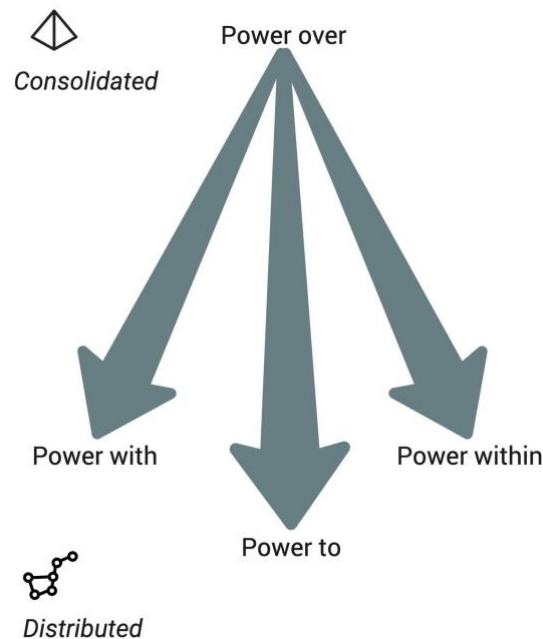 Power over
Consolidated
Power with
Power within
Power to
Distributed